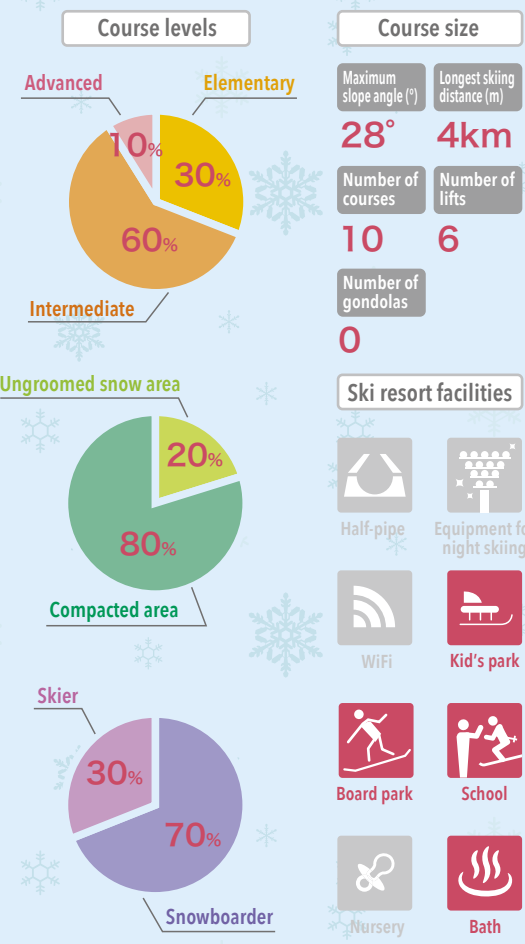 Course levels
Advanced
Elementary
10%
30%
60%
Intermediate
Ungroomed snow area
20%
80%
Compacted area
Skier
30%
70%
Snowboarder
Course size
Maximum
slope angle (°)
28°
Longest skiing
distance (m)
4km
Number of
courses
10
Number of
lifts
6
Number of
gondolas
0
Ski resort facilities
Half-pipe
Equipment fo
night skiing
WiFi
Kid's park
Board park
School
Nursery
Bath